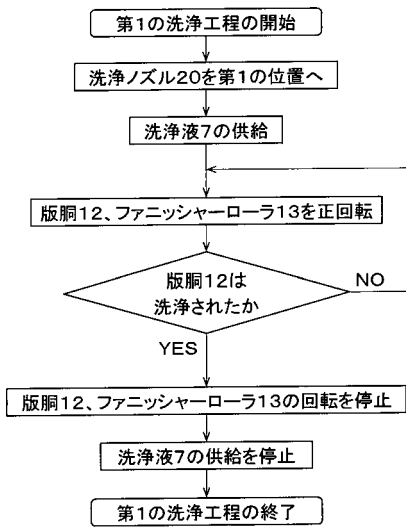 第1の洗浄工程の開始
洗浄ノズル20を第1の位置へ
洗浄液7の供給
版胴12、ファニッシャーローラ13を正回転
版胴12は
洗浄されたか
NO
YES
版胴12、ファニッシャーローラ13の回転を停止
洗浄液7の供給を停止
第1の洗浄工程の終了